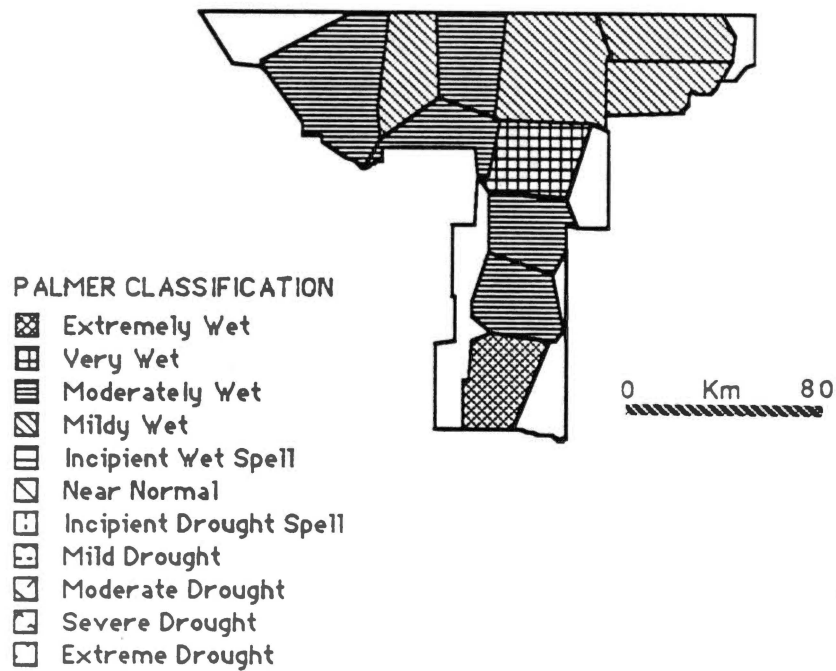 PALMER CLASSIFICATION
Extremely Wet
Very Wet
Moderately Wet
Mildy Wet
Incipient Wet Spell
Near Normal
Incipient Drought Spell
Mild Drought
Moderate Drought
Severe Drought
Extreme Drought
0 Km 80